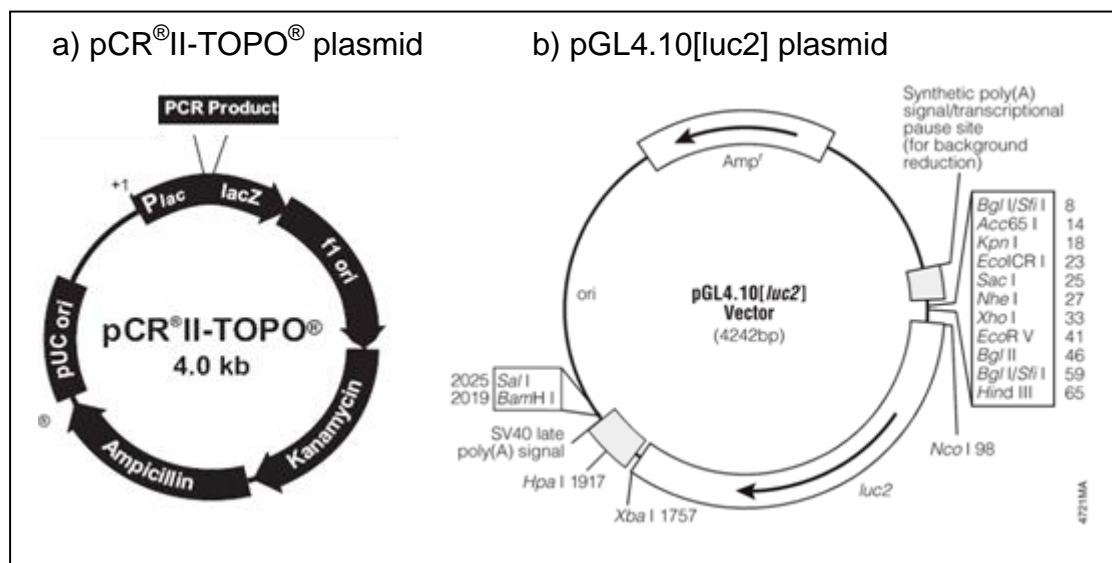 a) pCR®II-TOPO® plasmid
PCR Product
+1
Plac
lacZ
f1 ori
Kanamycin
Ampicillin
pUC ori
®
pCR®II-TOPO®
4.0 kb
b) pGL4.10[luc2] plasmid
Synthetic poly(A)
signal/transcriptional
pause site
(for background
reduction)
Ampʳ
Bgl I/Sfi I 8
Acc65 I 14
Kpn I 18
EcoICR I 23
Sac I 25
Nhe I 27
Xho I 33
EcoR V 41
Bgl II 46
Bgl I/Sfi I 59
Hind III 65
ori
pGL4.10[luc2]
Vector
(4242bp)
2025 Sal I
2019 BamH I
SV40 late
poly(A) signal
Hpa I 1917
Xba I 1757
luc2
Nco I 98
4721MA